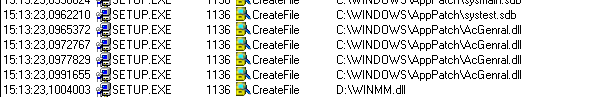 15:13:23,0962210 SETUP.EXE 1136 CreateFile C:\WINDOWS\AppPatch\systest.sdb
15:13:23,0965372 SETUP.EXE 1136 CreateFile C:\WINDOWS\AppPatch\AcGenral.dll
15:13:23,0972767 SETUP.EXE 1136 CreateFile C:\WINDOWS\AppPatch\AcGenral.dll
15:13:23,0977829 SETUP.EXE 1136 CreateFile C:\WINDOWS\AppPatch\AcGenral.dll
15:13:23,0991655 SETUP.EXE 1136 CreateFile C:\WINDOWS\AppPatch\AcGenral.dll
15:13:23,1004003 SETUP.EXE 1136 CreateFile D:\WINMM.dll